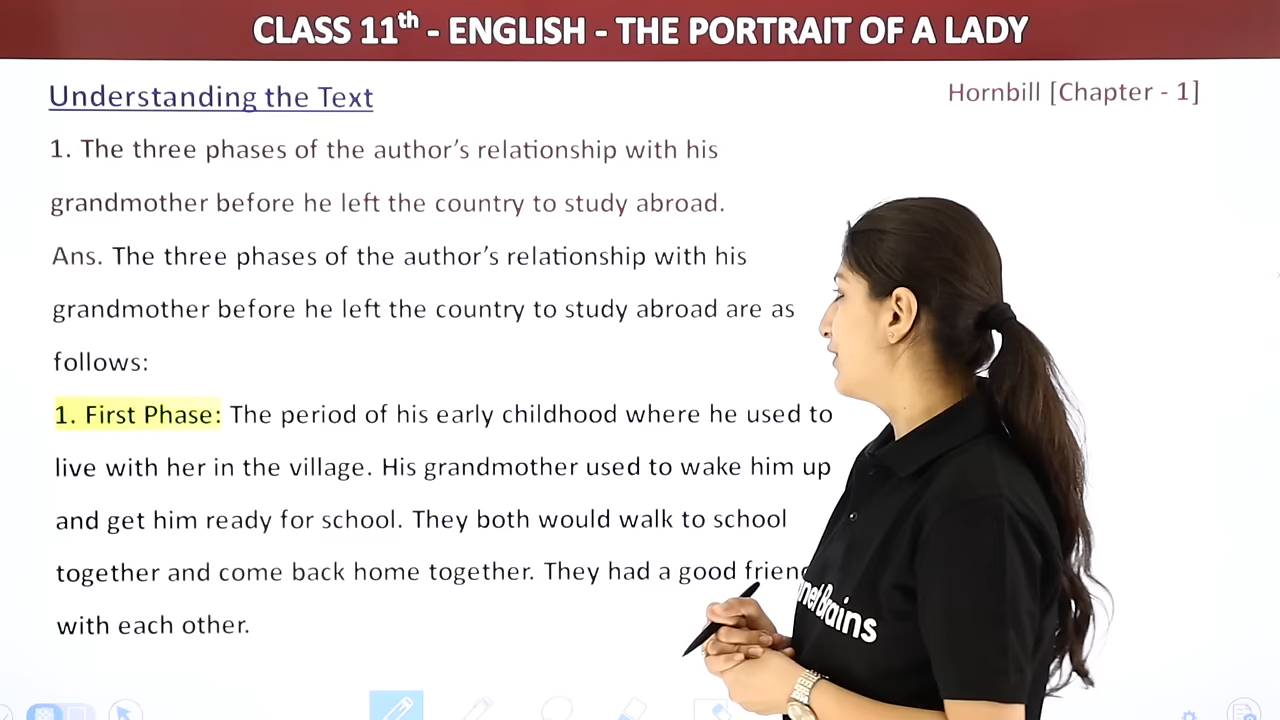 CLASS 11th - ENGLISH - THE PORTRAIT OF A LADY
Understanding the Text
Hornbill [Chapter - 1]
1. The three phases of the author's relationship with his
grandmother before he left the country to study abroad.
Ans. The three phases of the author's relationship with his
grandmother before he left the country to study abroad are as
follows:
1. First Phase: The period of his early childhood where he used to
live with her in the village. His grandmother used to wake him up
and get him ready for school. They both would walk to school
together and come back home together. They had a good
with each other.
Brains